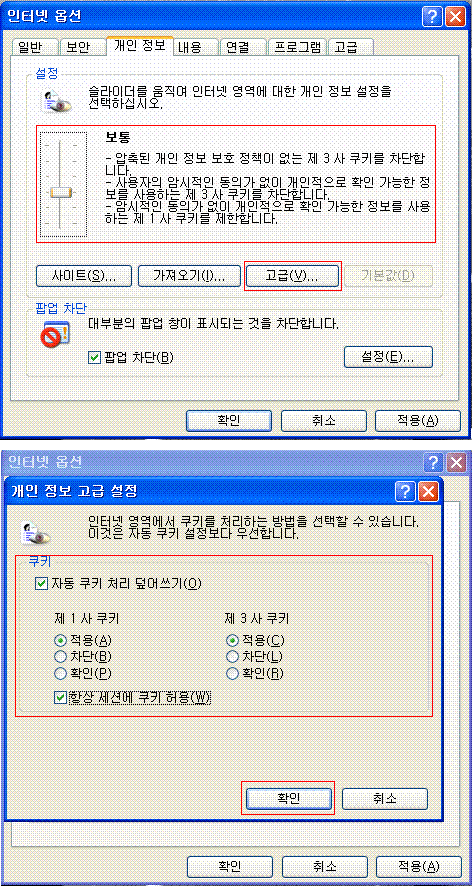 인터넷 옵션
일반 보안 개인 정보 내용 연결 프로그램 고급
설정
슬라이더를 움직여 인터넷 영역에 대한 개인 정보 설정을
선택하십시오.
보통
- 압축된 개인 정보 보호 정책이 없는 제 3 사 쿠키를 차단합
니다.
- 사용자의 암시적인 동의가 없이 개인적으로 확인 가능한 정
보를 사용하는 제 3 사 쿠키를 차단합니다.
- 암시적인 동의가 없이 개인적으로 확인 가능한 정보를 사용
하는 제 1 사 쿠키를 제한합니다.
사이트(S)... 가져오기(I)... 고급(V)... 기본값(D)
팝업 차단
대부분의 팝업 창이 표시되는 것을 차단합니다.
팝업 차단(B) 설정(E)...
확인 취소 적용(A)
인터넷 옵션
개인 정보 고급 설정
인터넷 영역에서 쿠키를 처리하는 방법을 선택할 수 있습니다.
이것은 자동 쿠키 설정보다 우선합니다.
쿠키
자동 쿠키 처리 덮어쓰기(O)
제 1 사 쿠키 제 3 사 쿠키
적용(A) 적용(C)
차단(B) 차단(L)
확인(P) 확인(R)
항상 세션에 쿠키 허용(W)
확인 취소
확인 취소 적용(A)